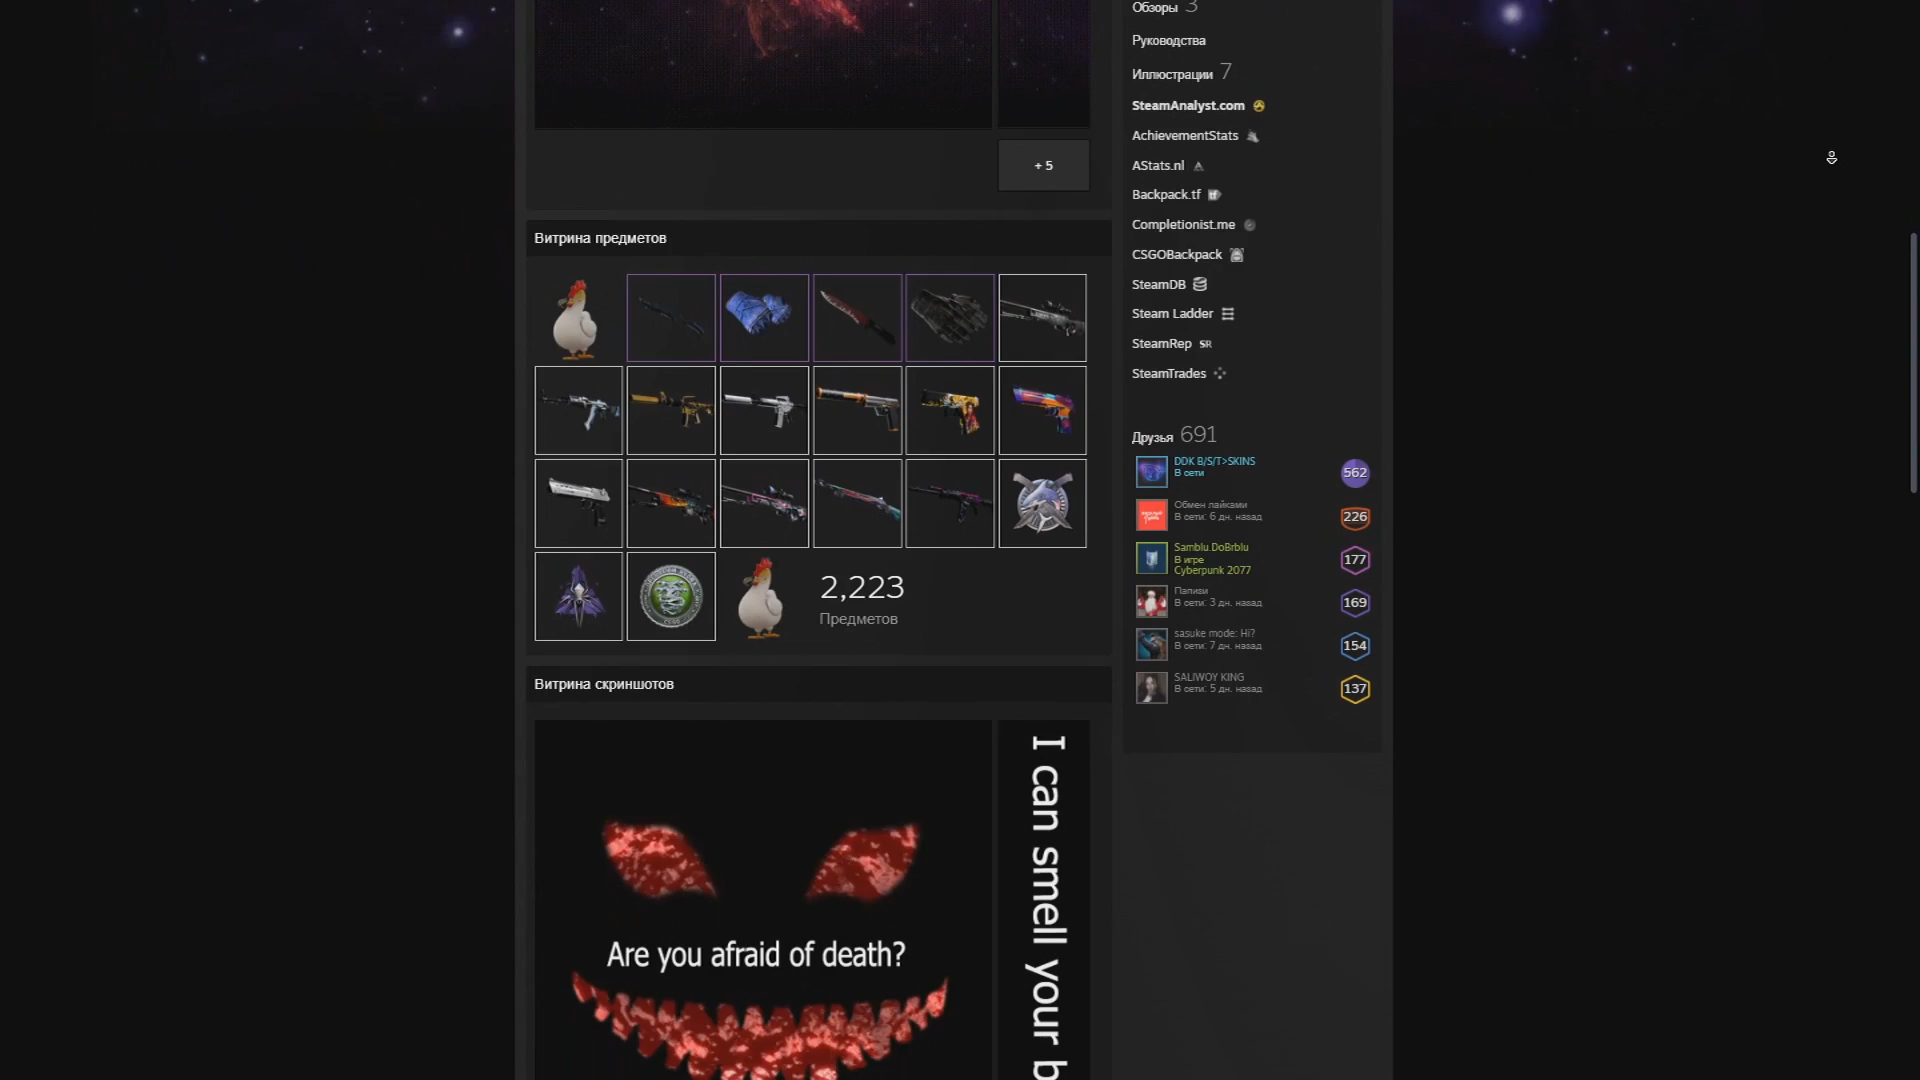 Обзоры 3
Руководства
Иллюстрации 7
SteamAnalyst.com
AchievementStats
AStats.nl
Backpack.tf
Completionist.me
CSGOBackpack
SteamDB
Steam Ladder
SteamRep SR
SteamTrades
Друзья 691
DDK B/S/T>SKINS
В сети
562
Обмен лайками
В сети: 6 дн. назад
226
Samblu.DoBrblu
В игре
Cyberpunk 2077
177
В сети: 3 дн. назад
169
sasuke mode: Hi?
В сети: 7 дн. назад
154
SALIWOY KING
В сети: 5 дн. назад
137
+ 5
Витрина предметов
2,223
Предметов
Витрина скриншотов
Are you afraid of death?
I can smell your b